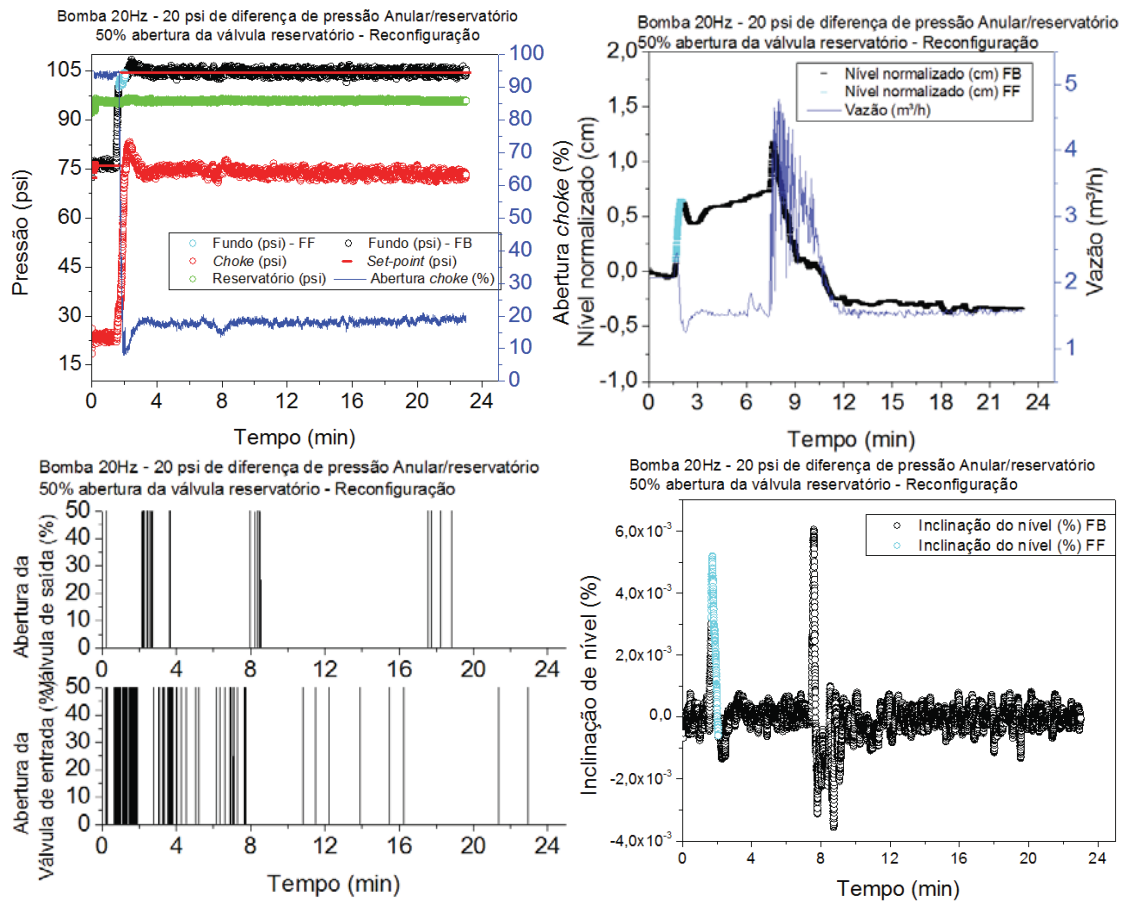 Bomba 20Hz - 20 psi de diferença de pressão Anular/reservatório
50% abertura da válvula reservatório - Reconfiguração
Pressão (psi)
105
90
75
60
45
30
15
Fundo (psi) - FF
Fundo (psi) - FB
Choke (psi)
Set-point (psi)
Reservatório (psi)
Abertura choke (%)
100
90
80
70
60
50
40
30
20
10
0
Abertura choke (%)
0 4 8 12 16 20 24
Tempo (min)
Bomba 20Hz - 20 psi de diferença de pressão Anular/reservatório
50% abertura da válvula reservatório - Reconfiguração
Nível normalizado (cm)
2,0
1,5
1,0
0,5
0,0
-0,5
-1,0
Nível normalizado (cm) FB
Nível normalizado (cm) FF
Vazão (m³/h)
5
4
3
2
1
Vazão (m³/h)
0 3 6 9 12 15 18 21 24
Tempo (min)
Bomba 20Hz - 20 psi de diferença de pressão Anular/reservatório
50% abertura da válvula reservatório - Reconfiguração
Abertura da
Válvula de saída (%)
50
40
30
20
10
0
0 4 8 12 16 20 24
Abertura da
Válvula de entrada (%)
50
40
30
20
10
0
0 4 8 12 16 20 24
Tempo (min)
Bomba 20Hz - 20 psi de diferença de pressão Anular/reservatório
50% abertura da válvula reservatório - Reconfiguração
Inclinação de nível (%)
6,0x10⁻³
4,0x10⁻³
2,0x10⁻³
0,0
-2,0x10⁻³
-4,0x10⁻³
Inclinação do nível (%) FB
Inclinação do nível (%) FF
0 4 8 12 16 20 24
Tempo (min)